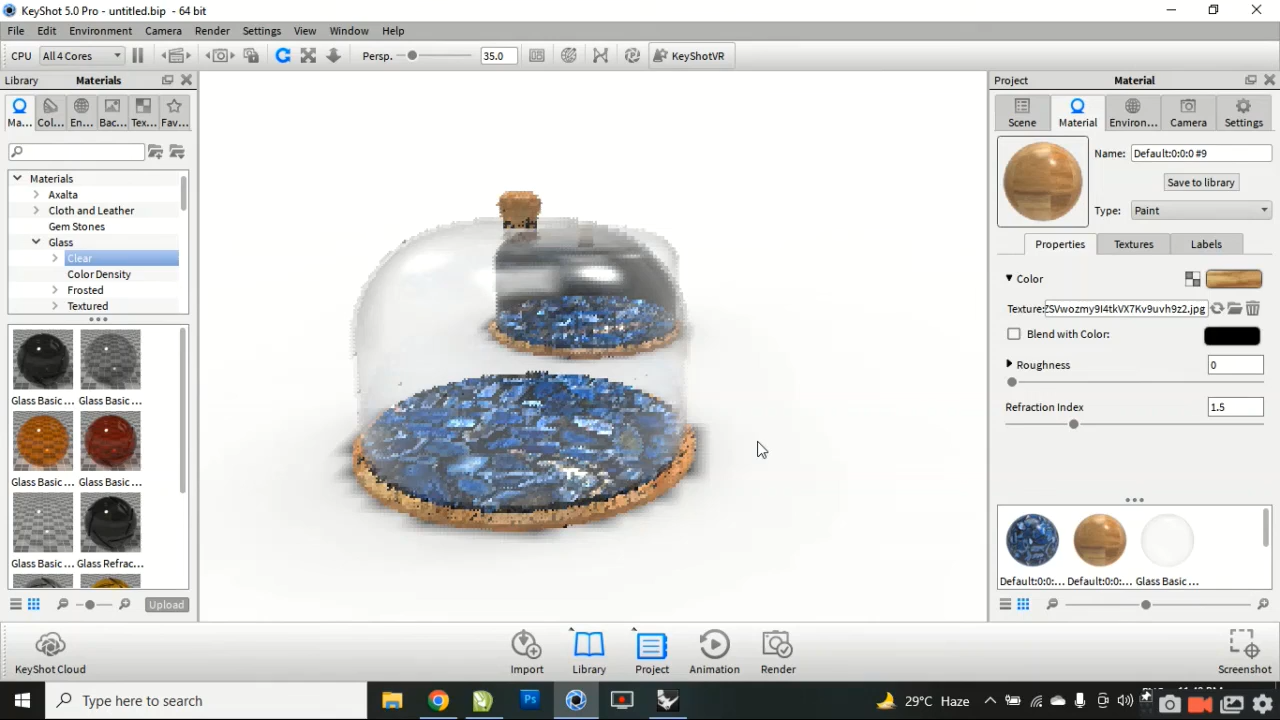 KeyShot 5.0 Pro - untitled.bip - 64 bit
File Edit Environment Camera Render Settings View Window Help
CPU All 4 Cores Persp. 35.0 KeyShotVR
Library Materials
Ma... Col... En... Bac... Tex... Fav...
Materials
Axalta
Cloth and Leather
Gem Stones
Glass
Clear
Color Density
Frosted
Textured
Glass Basic ... Glass Basic ...
Glass Basic ... Glass Basic ...
Glass Basic ... Glass Refrac...
Upload
Project Material
Scene Material Environ... Camera Settings
Name: Default:0:0:0 #9
Save to library
Type: Paint
Properties Textures Labels
Color
Texture: ZSVwozmy9I4tkVX7Kv9uvh9z2.jpg
Blend with Color:
Roughness 0
Refraction Index 1.5
Default:0:0:... Default:0:0:... Glass Basic ...
KeyShot Cloud Import Library Project Animation Render Screenshot
Type here to search
29°C Haze